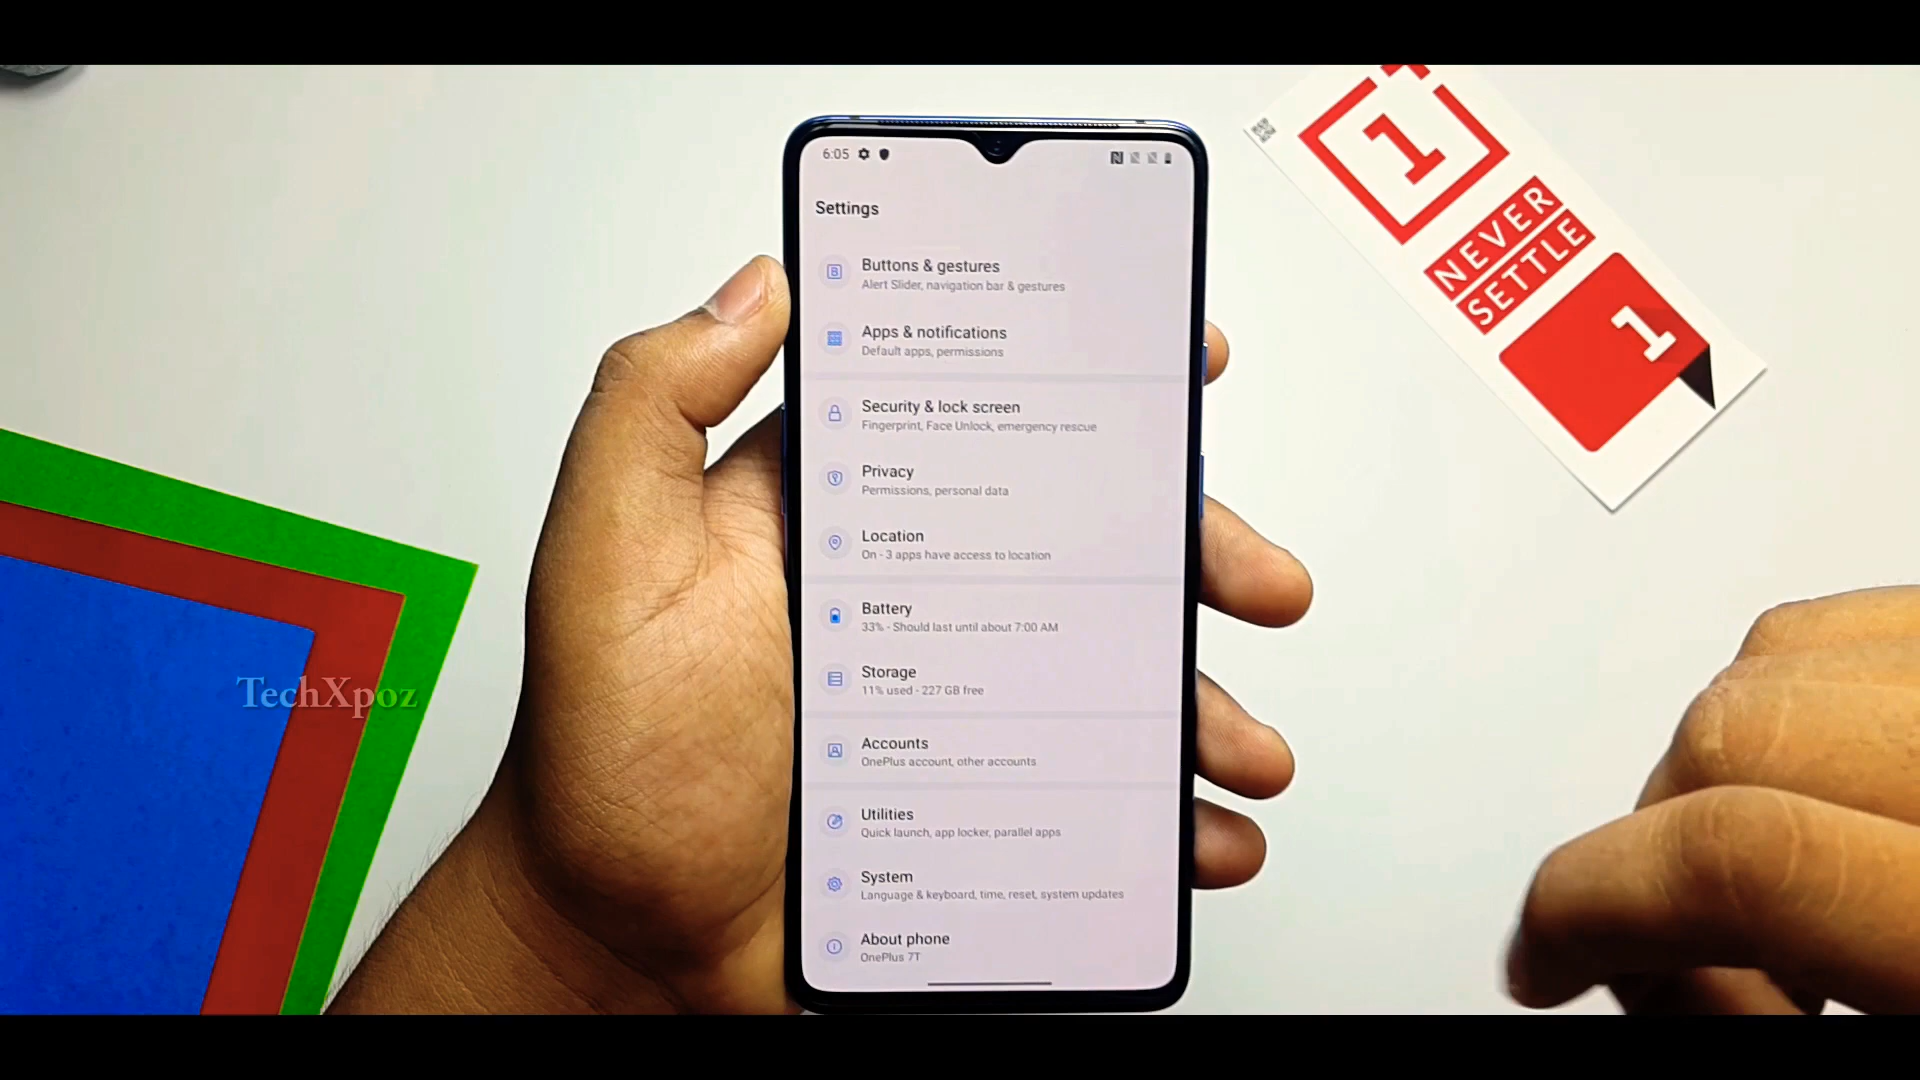 6:05
Settings
Buttons & gestures
Alert Slider, navigation bar & gestures
Apps & notifications
Default apps, permissions
Security & lock screen
Fingerprint, Face Unlock, emergency rescue
Privacy
Permissions, personal data
Location
On - 3 apps have access to location
Battery
33% - Should last until about 7:00 AM
Storage
11% used - 227 GB free
Accounts
OnePlus account, other accounts
Utilities
Quick launch, app locker, parallel apps
System
Language & keyboard, time, reset, system updates
About phone
OnePlus 7T
1
NEVER
SETTLE
1
TechXpoz